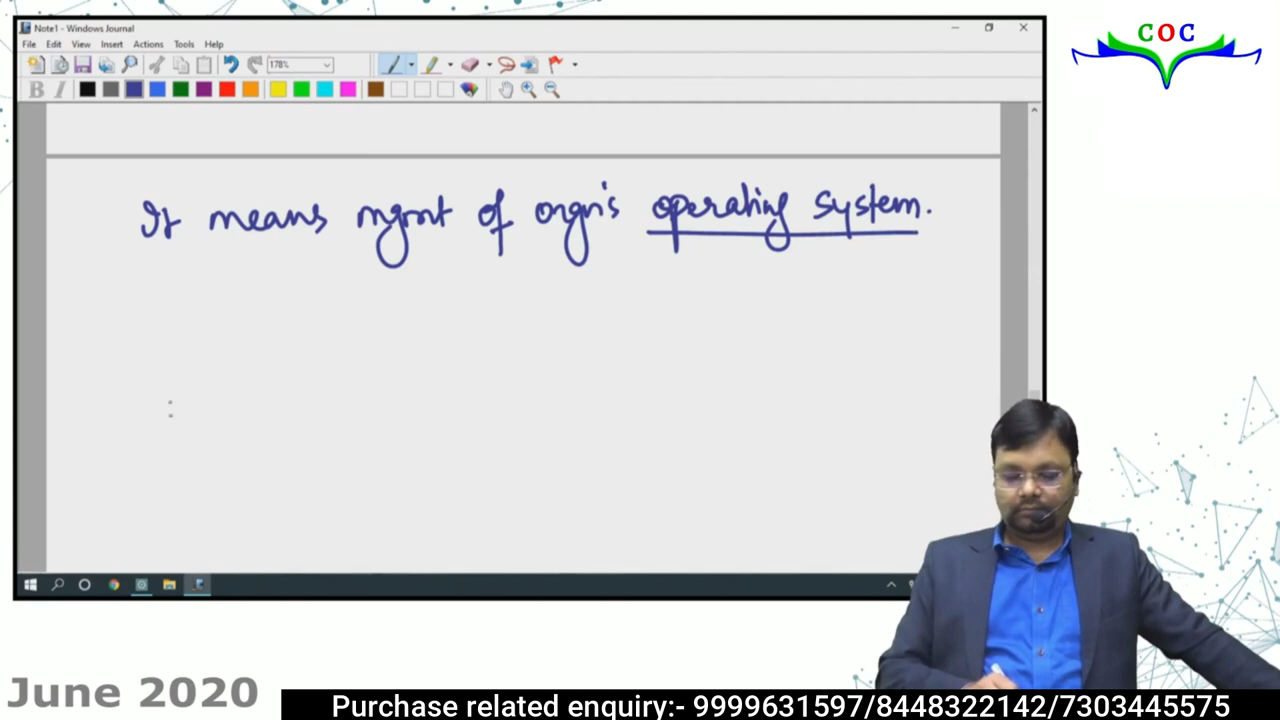 Note1 - Windows Journal
File Edit View Insert Actions Tools Help
178%
B I
It means mgmt of orgn's operating system.
COC
June 2020
Purchase related enquiry:- 9999631597/8448322142/7303445575